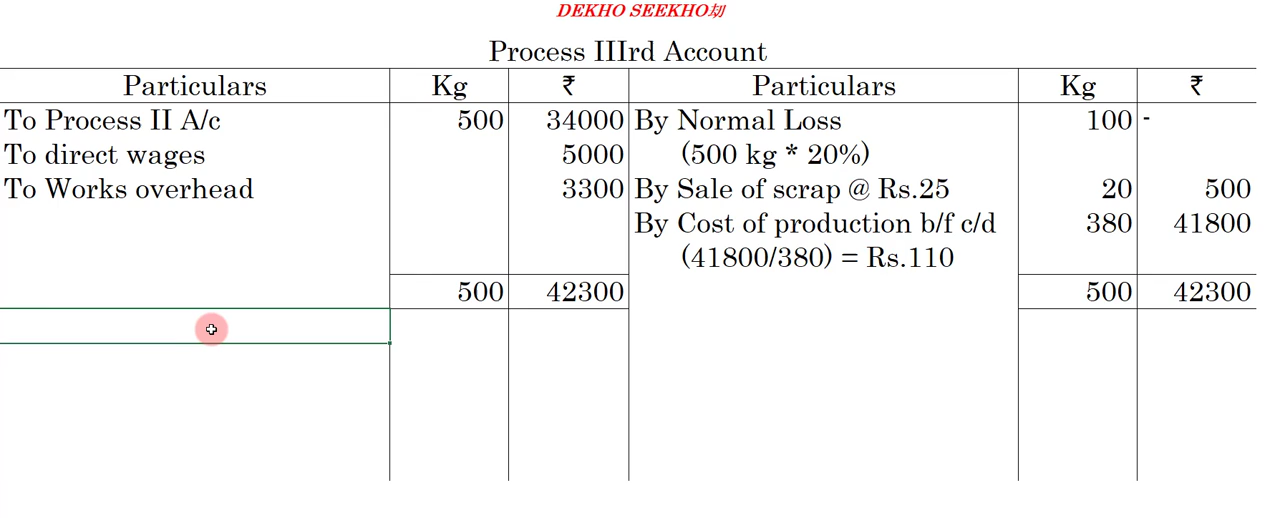 DEKHO SEEKHO
Process IIIrd Account
Particulars Kg ₹ Particulars Kg ₹
To Process II A/c 500 34000 By Normal Loss 100 -
To direct wages 5000 (500 kg * 20%)
To Works overhead 3300 By Sale of scrap @ Rs.25 20 500
By Cost of production b/f c/d 380 41800
(41800/380) = Rs.110
500 42300 500 42300